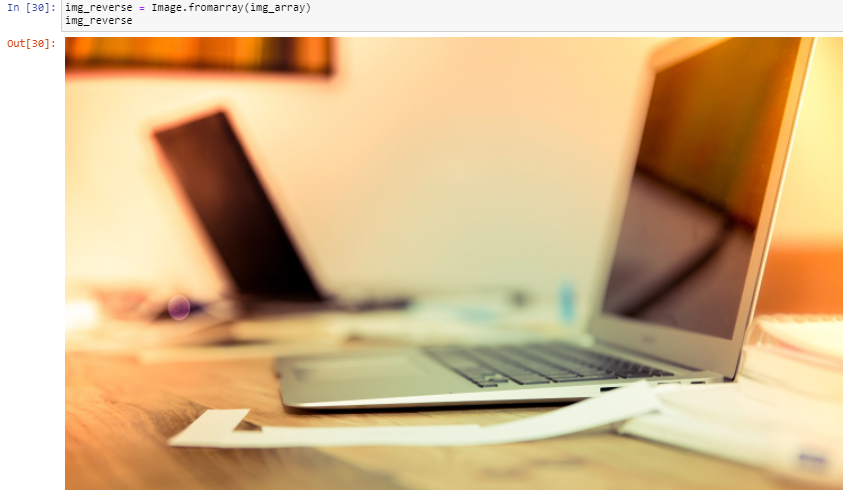 In [30]: img_reverse = Image.fromarray(img_array)
img_reverse
Out[30]: